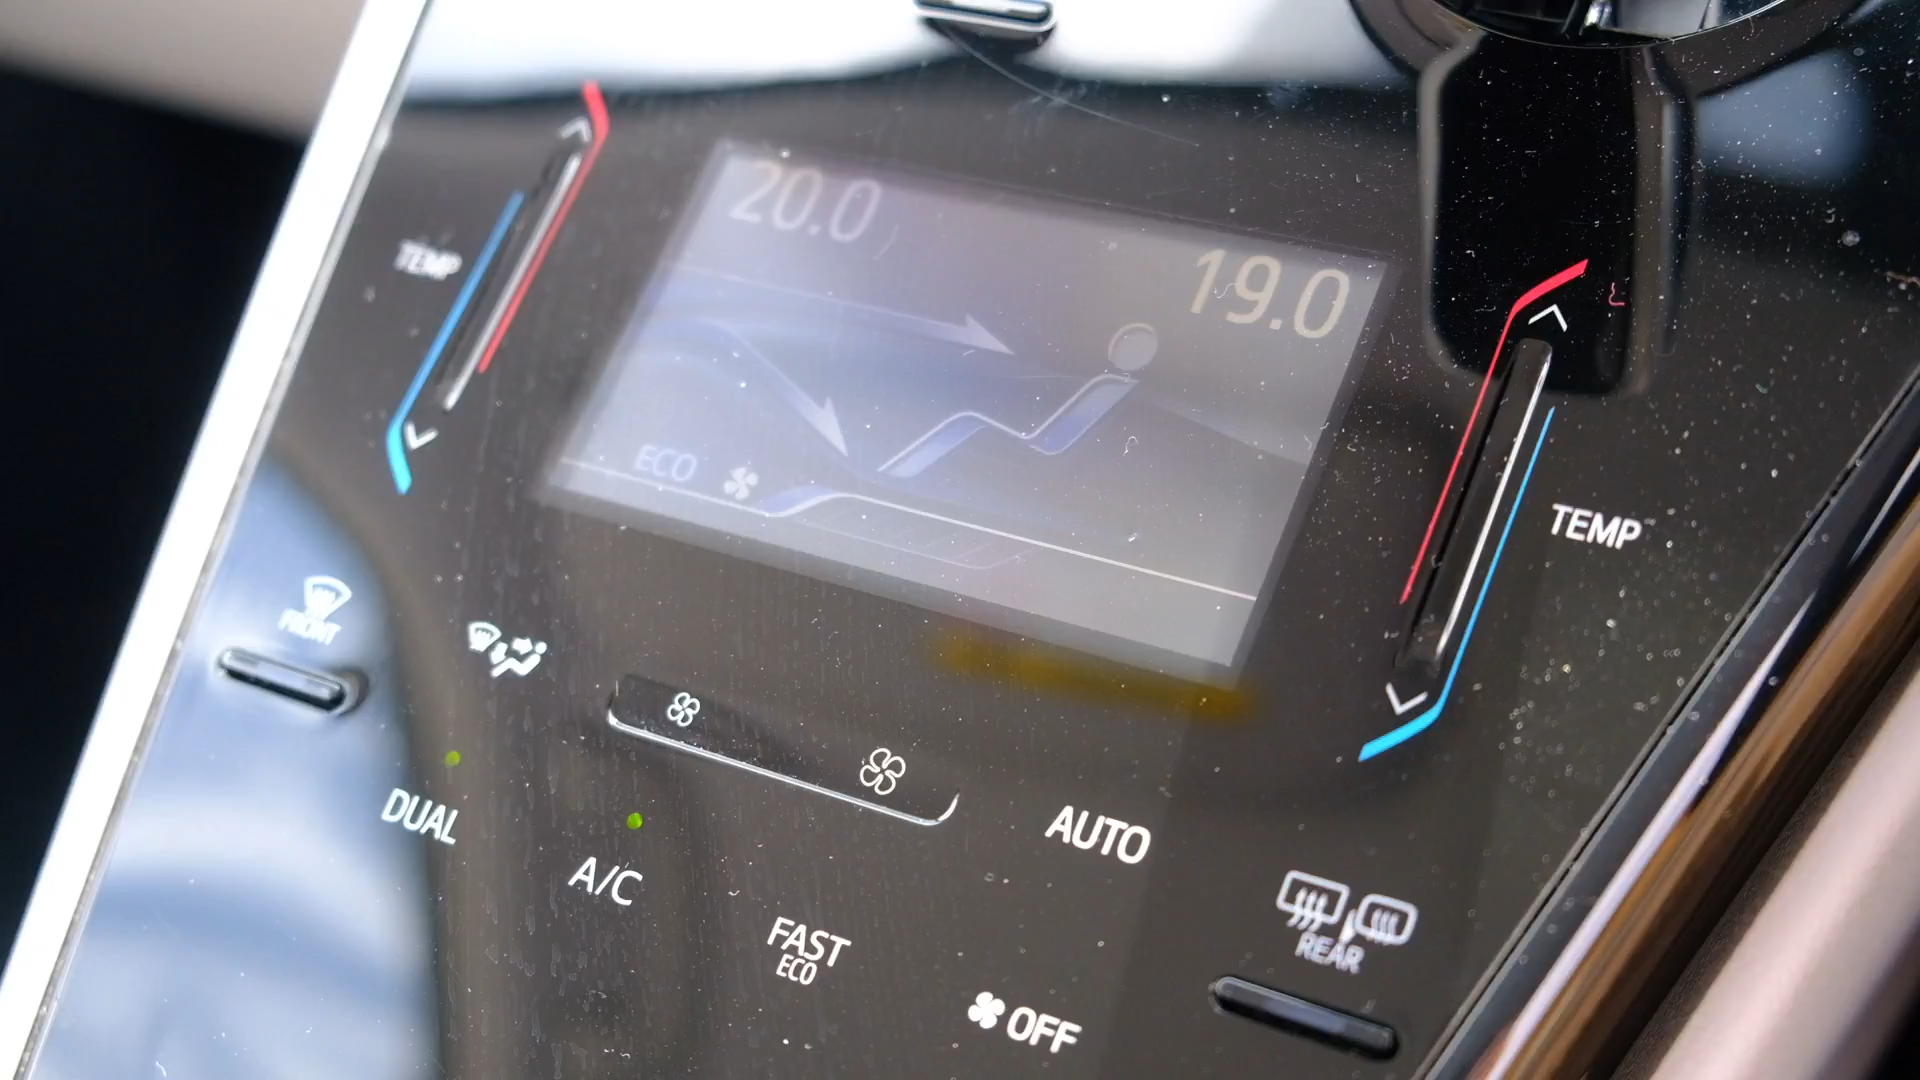 20.0
19.0
TEMP
ECO
TEMP
FRONT
DUAL
A/C
AUTO
FAST
ECO
OFF
REAR